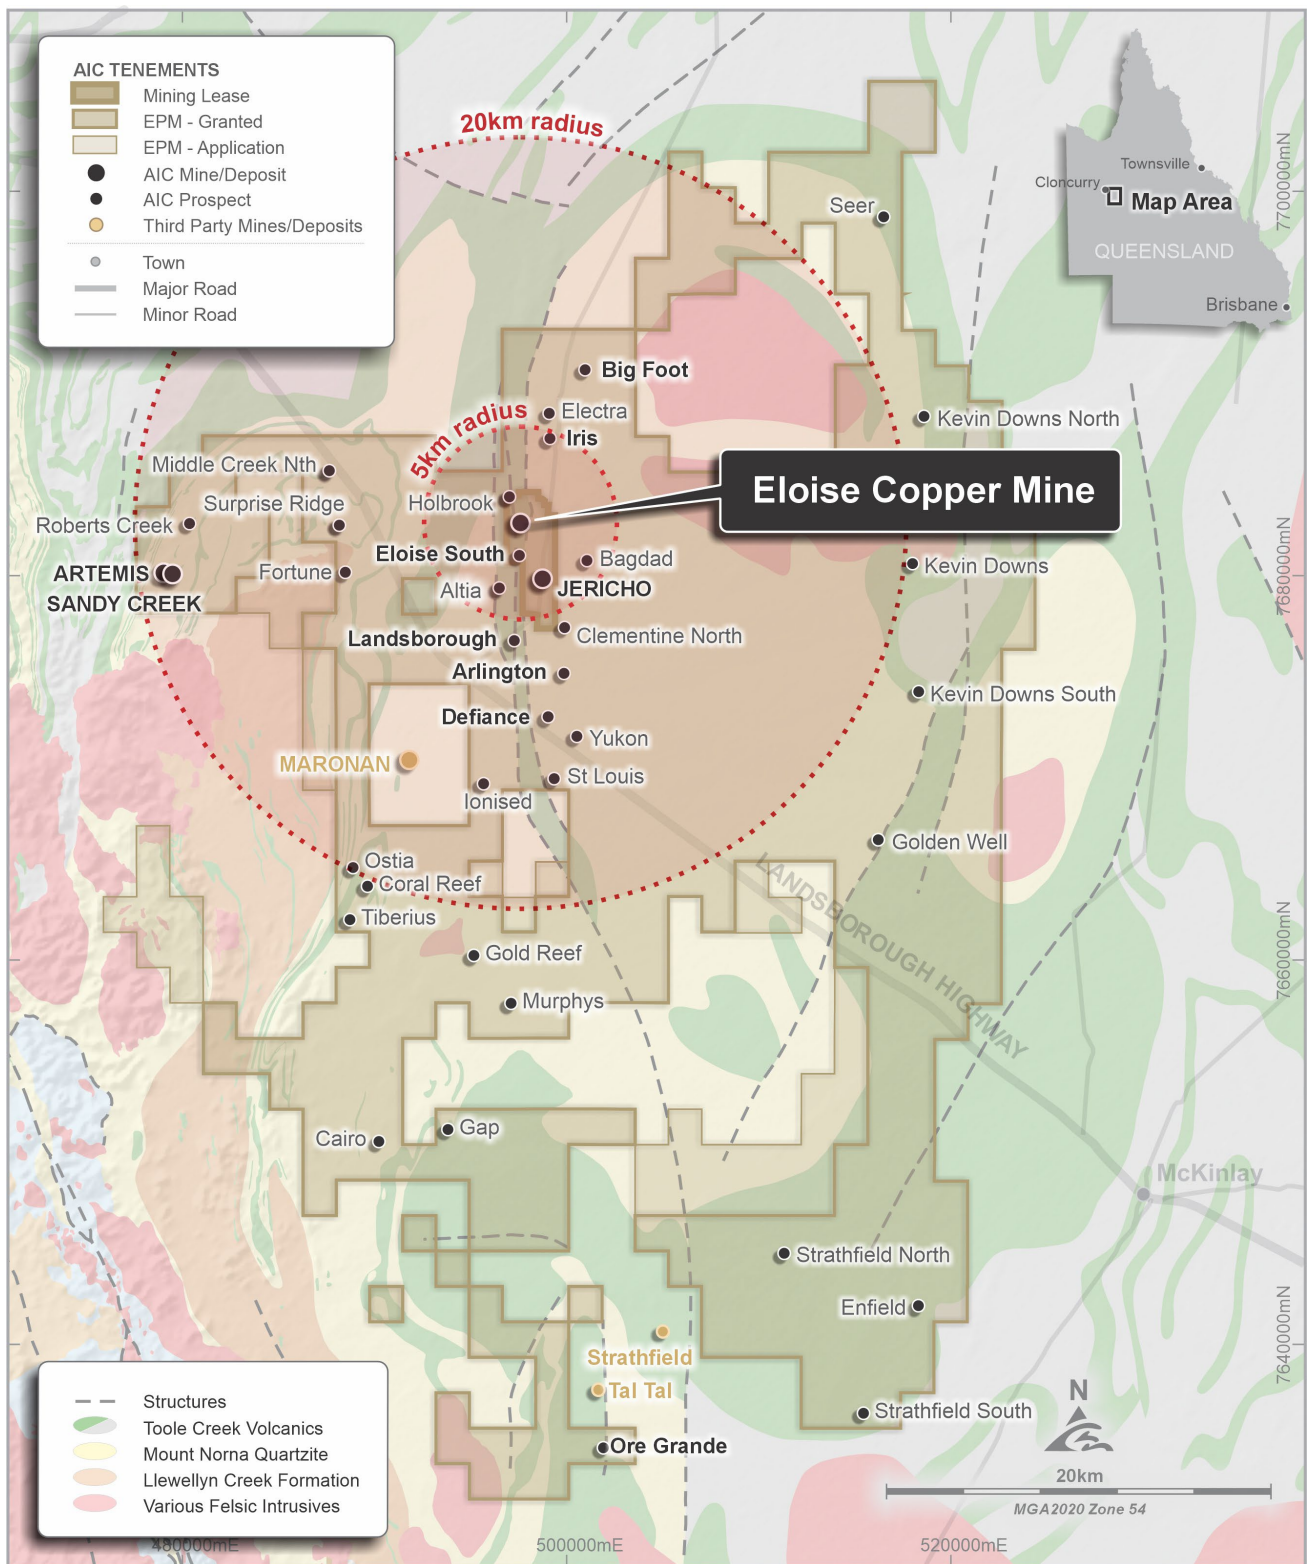 AIC TENEMENTS
Mining Lease
EPM - Granted
EPM - Application
AIC Mine/Deposit
AIC Prospect
Third Party Mines/Deposits
Town
Major Road
Minor Road
20km radius
Townsville
Cloncurry
Map Area
QUEENSLAND
Brisbane
7700000mN
Seer
Big Foot
Electra
5km radius
Iris
Kevin Downs North
Middle Creek Nth
Surprise Ridge
Holbrook
Eloise Copper Mine
Roberts Creek
Eloise South
Bagdad
Kevin Downs
ARTEMIS
Fortune
SANDY CREEK
Altia
JERICHO
7680000mN
Landsborough
Clementine North
Arlington
Kevin Downs South
Defiance
Yukon
MARONAN
St Louis
Ionised
Golden Well
Ostia
Coral Reef
Tiberius
LANDSBOROUGH HIGHWAY
Gold Reef
7660000mN
Murphys
Gap
Cairo
McKinlay
Strathfield North
Enfield
7640000mN
Strathfield
Tal Tal
Strathfield South
Ore Grande
Structures
Toole Creek Volcanics
Mount Norna Quartzite
Llewellyn Creek Formation
Various Felsic Intrusives
N
20km
MGA2020 Zone 54
480000mE
500000mE
520000mE